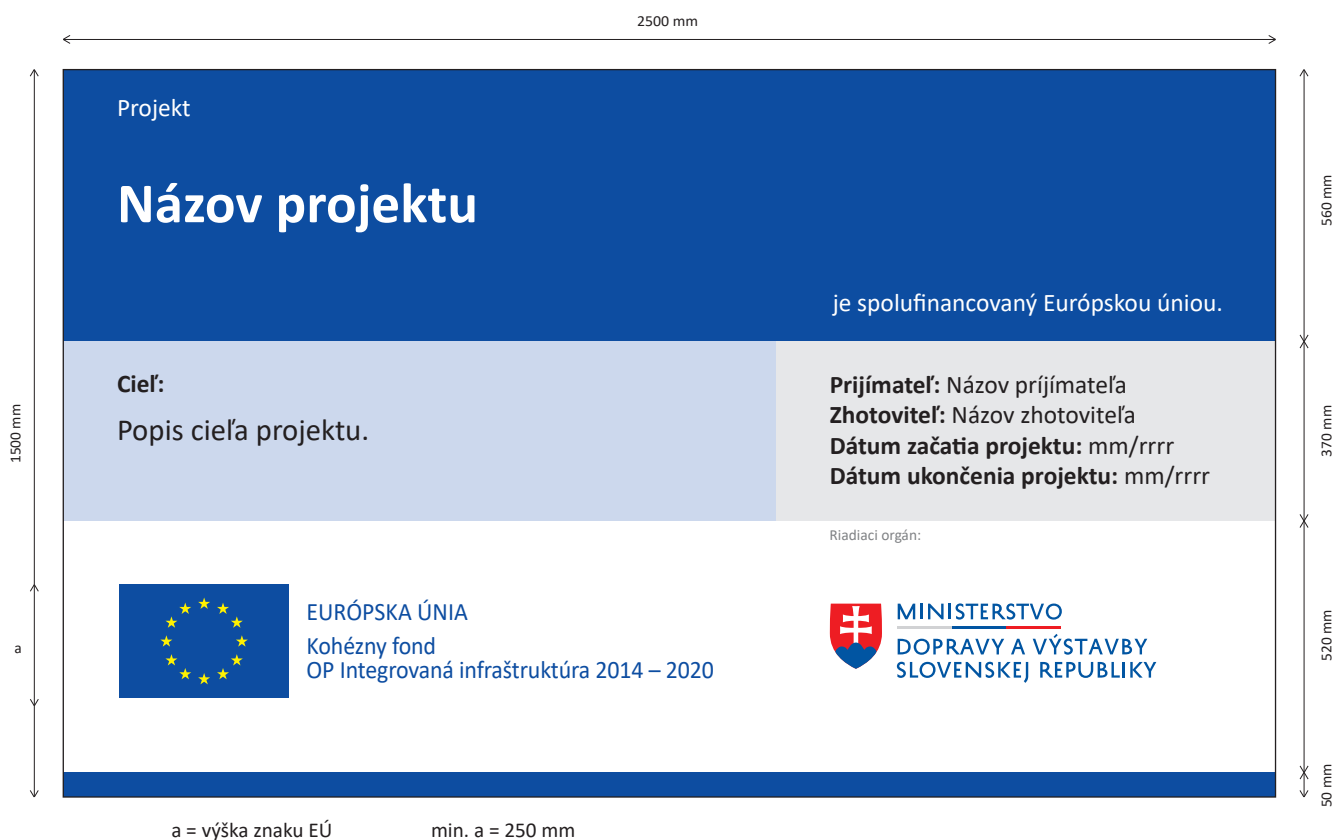 2500 mm
Projekt
Názov projektu
je spolufinancovaný Európskou úniou.
560 mm
1500 mm
Cieľ:
Popis cieľa projektu.
Prijímateľ: Názov príjímateľa
Zhotoviteľ: Názov zhotoviteľa
Dátum začatia projektu: mm/rrrr
Dátum ukončenia projektu: mm/rrrr
370 mm
Riadiaci orgán:
a
EURÓPSKA ÚNIA
Kohézny fond
OP Integrovaná infraštruktúra 2014 – 2020
MINISTERSTVO
DOPRAVY A VÝSTAVBY
SLOVENSKEJ REPUBLIKY
520 mm
50 mm
a = výška znaku EÚ min. a = 250 mm